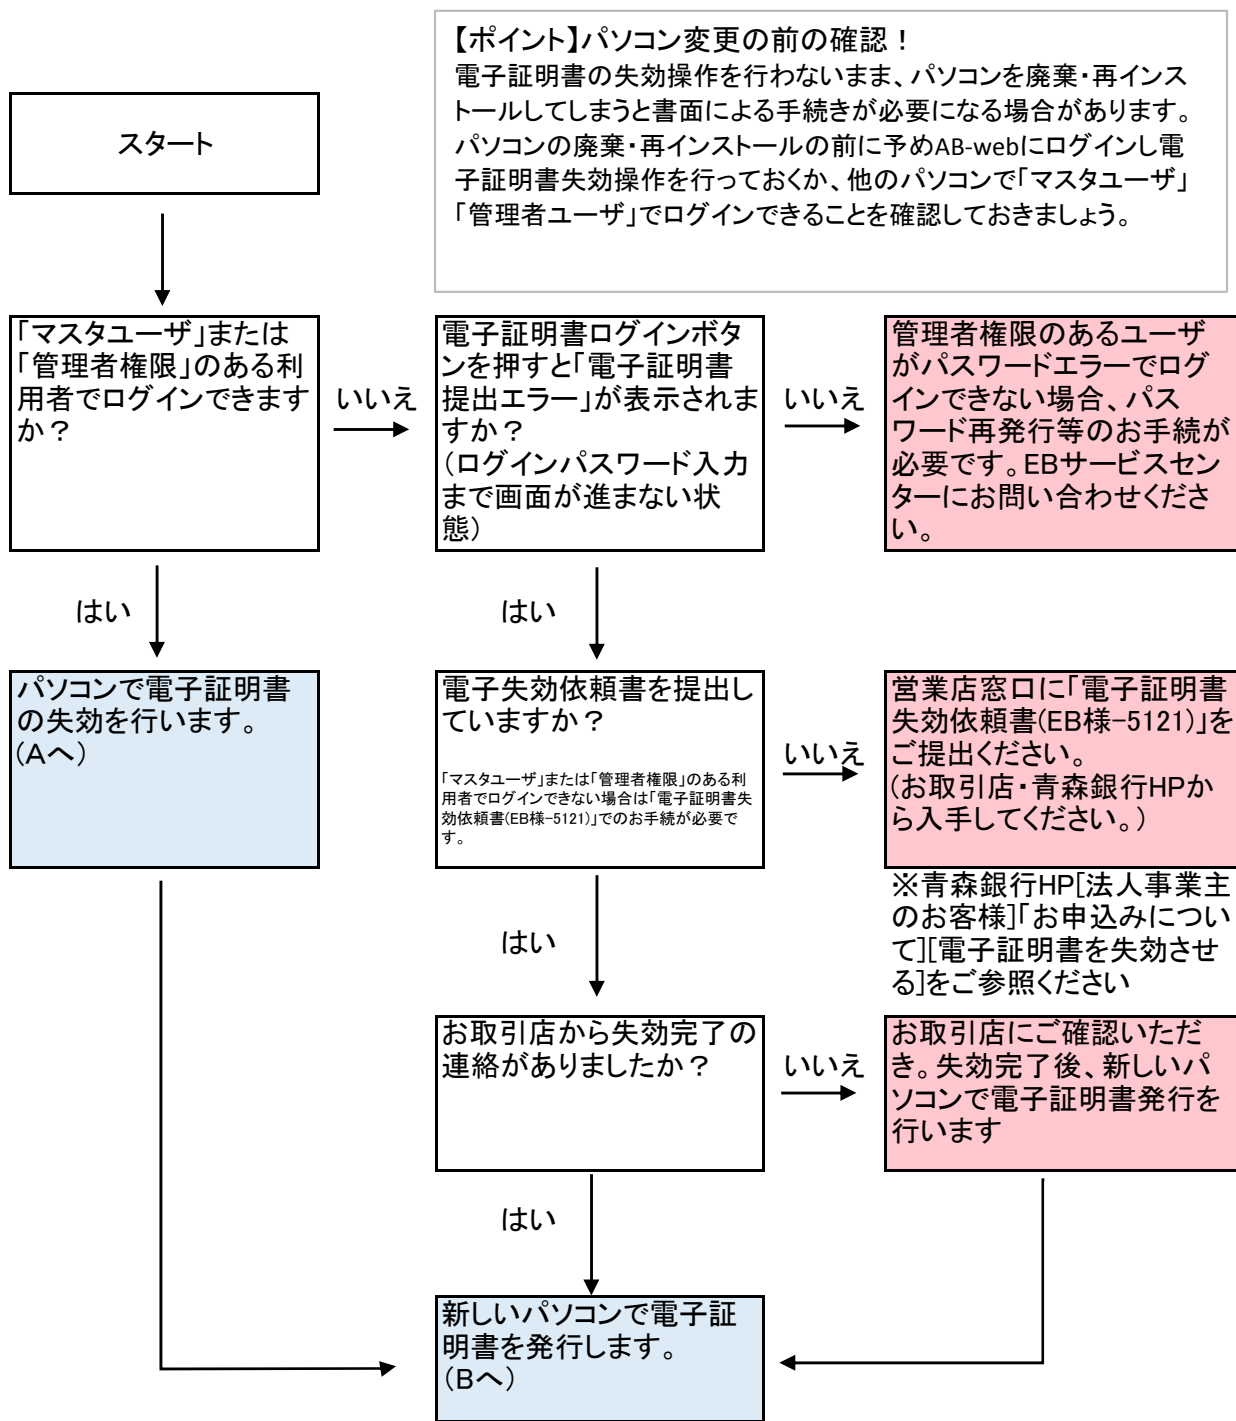 【ポイント】パソコン変更の前の確認！
電子証明書の失効操作を行わないまま、パソコンを廃棄・再インス
トールしてしまうと書面による手続きが必要になる場合があります。
パソコンの廃棄・再インストールの前に予めAB-webにログインし電
子証明書失効操作を行っておくか、他のパソコンで「マスタユーザ」
「管理者ユーザ」でログインできることを確認しておきましょう。
スタート
「マスタユーザ」または
「管理者権限」のある利
用者でログインできます
か？
いいえ
電子証明書ログインボタ
ンを押すと「電子証明書
提出エラー」が表示されま
すか？
（ログインパスワード入力
まで画面が進まない状
態）
いいえ
管理者権限のあるユーザ
がパスワードエラーでログ
インできない場合、パス
ワード再発行等のお手続が
必要です。EBサービスセン
ターにお問い合わせくださ
い。
はい
はい
パソコンで電子証明書
の失効を行います。
(Aへ)
電子失効依頼書を提出し
ていますか？
「マスタユーザ」または「管理者権限」のある利
用者でログインできない場合は「電子証明書失
効依頼書(EB様-5121)」でのお手続が必要で
す。
いいえ
営業店窓口に「電子証明書
失効依頼書(EB様-5121)」を
ご提出ください。
(お取引店・青森銀行HPか
ら入手してください。)
※青森銀行HP[法人事業主
のお客様]「お申込みについ
て][電子証明書を失効させ
る]をご参照ください
はい
お取引店から失効完了の
連絡がありましたか？
いいえ
お取引店にご確認いただ
き。失効完了後、新しいパ
ソコンで電子証明書発行を
行います
はい
新しいパソコンで電子証
明書を発行します。
（Bへ）